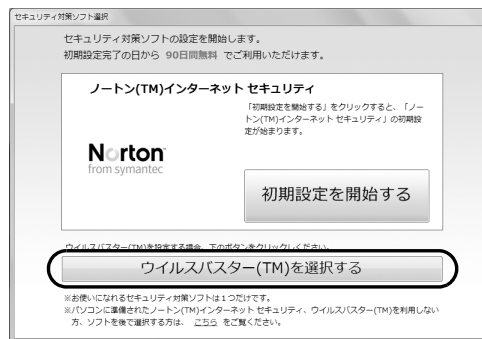 セキュリティ対策ソフト選択
セキュリティ対策ソフトの設定を開始します。
初期設定完了の日から 90日間無料 でご利用いただけます。
ノートン(TM)インターネット セキュリティ
「初期設定を開始する」をクリックすると、「ノー
トン(TM)インターネット セキュリティ」の初期設
定が始まります。
Norton
from symantec
初期設定を開始する
ウイルスバスター(TM)を設定する場合、下のボタンをクリックしてください。
ウイルスバスター(TM)を選択する
※お使いになれるセキュリティ対策ソフトは１つだけです。
※パソコンに準備されたノートン(TM)インターネット セキュリティ、ウイルスバスター(TM)を利用しない
方、ソフトを後で選択する方は、 こちら をご覧ください。